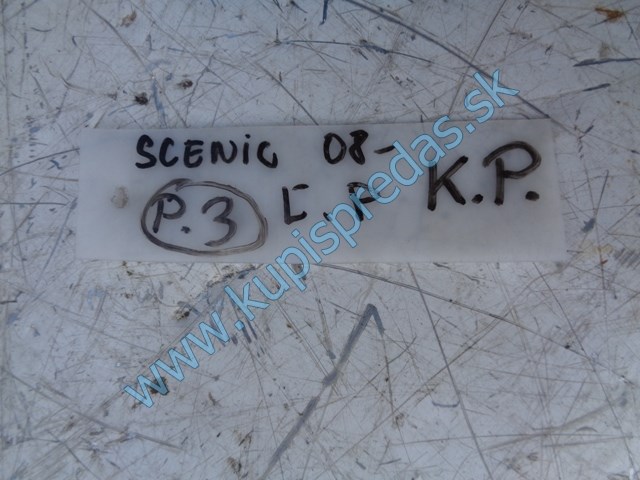 SCENIC 08-
P.3 L.P K.P.
www.kupispredas.sk